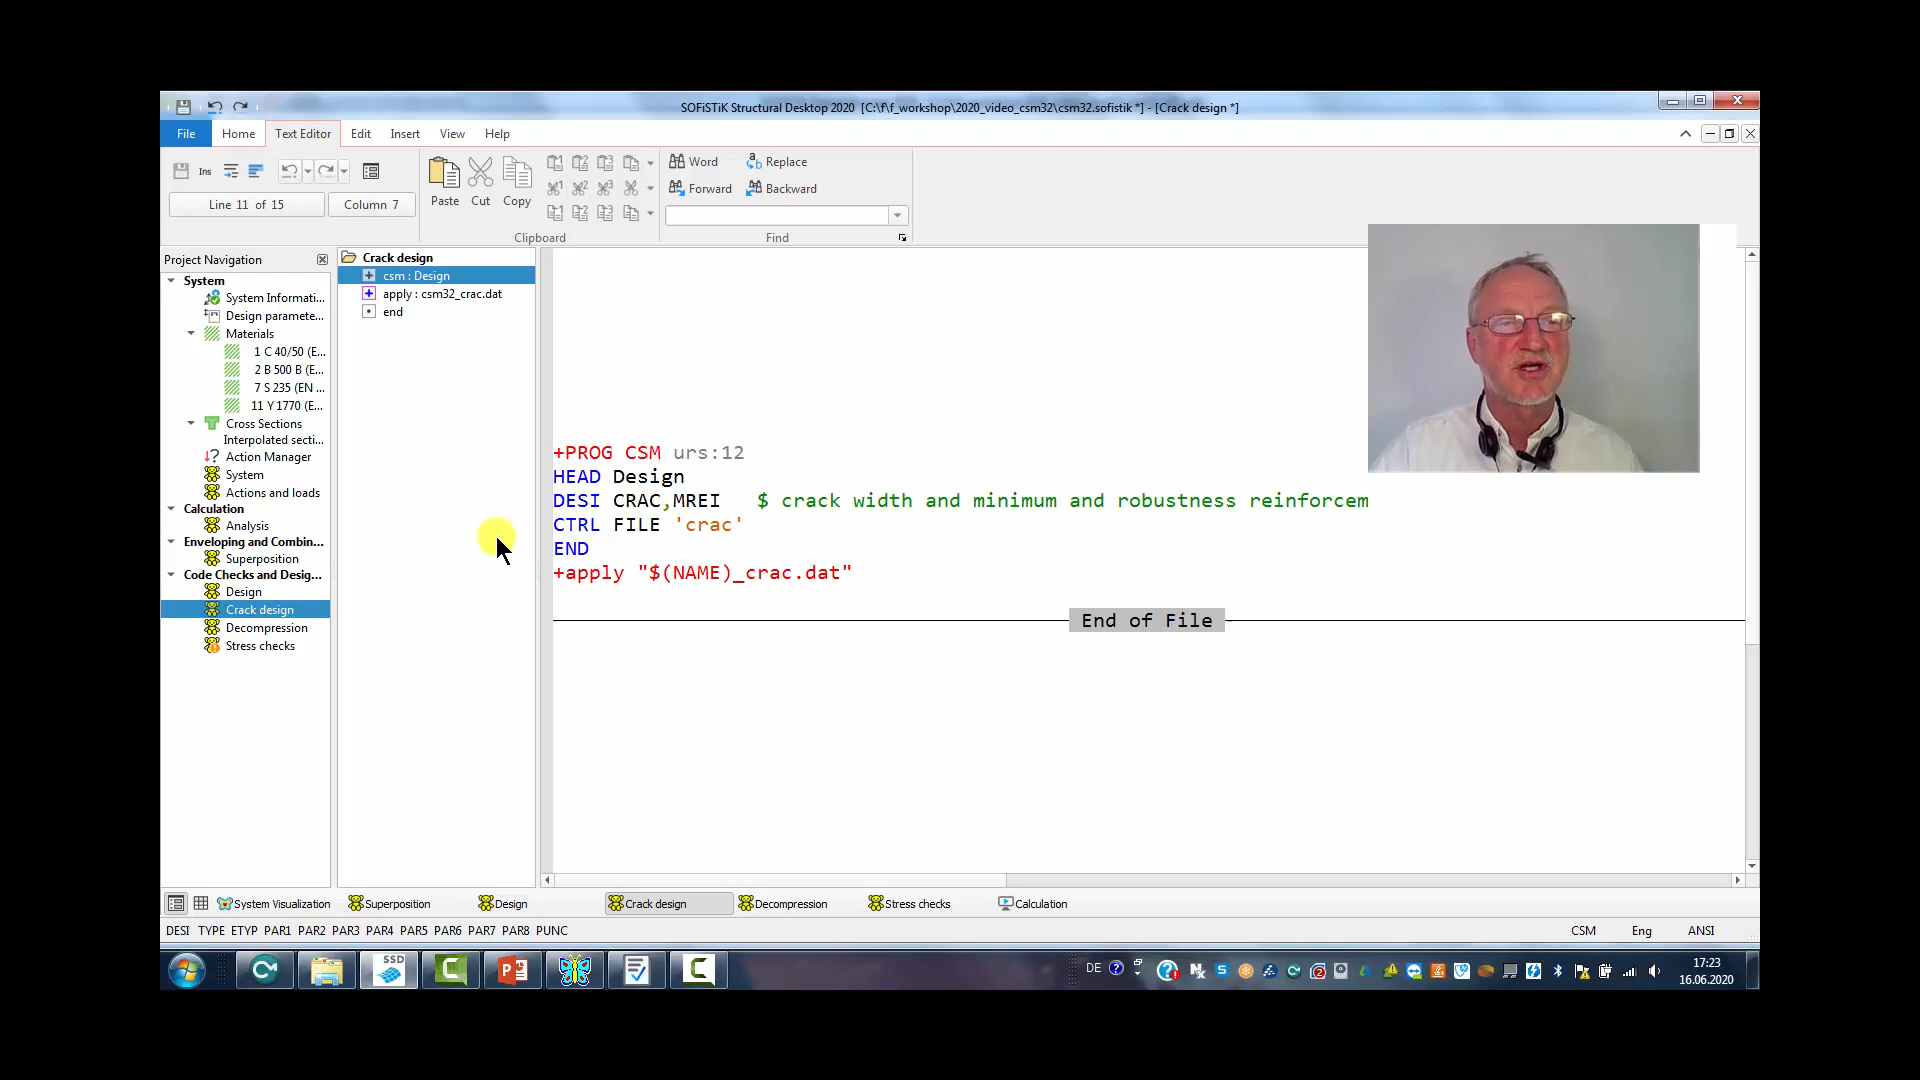 SOFiSTiK Structural Desktop 2020 [C:\f\f_workshop\2020_video_csm32\csm32.sofistik *] - [Crack design *]
File Home Text Editor Edit Insert View Help
Ins
Line 11 of 15 Column 7
Paste Cut Copy
Clipboard
Word Replace
Forward Backward
Find
Project Navigation
System
System Informati...
Design paramete...
Materials
1 C 40/50 (E...
2 B 500 B (E...
7 S 235 (EN ...
11 Y 1770 (E...
Cross Sections
Interpolated secti...
Action Manager
System
Actions and loads
Calculation
Analysis
Enveloping and Combin...
Superposition
Code Checks and Desig...
Design
Crack design
Decompression
Stress checks
Crack design
csm : Design
apply : csm32_crac.dat
end
+PROG CSM urs:12
HEAD Design
DESI CRAC,MREI $ crack width and minimum and robustness reinforcem
CTRL FILE 'crac'
END
+apply "$(NAME)_crac.dat"
End of File
System Visualization Superposition Design Crack design Decompression Stress checks Calculation
DESI TYPE ETYP PAR1 PAR2 PAR3 PAR4 PAR5 PAR6 PAR7 PAR8 PUNC CSM Eng ANSI
SSD
DE
17:23
16.06.2020